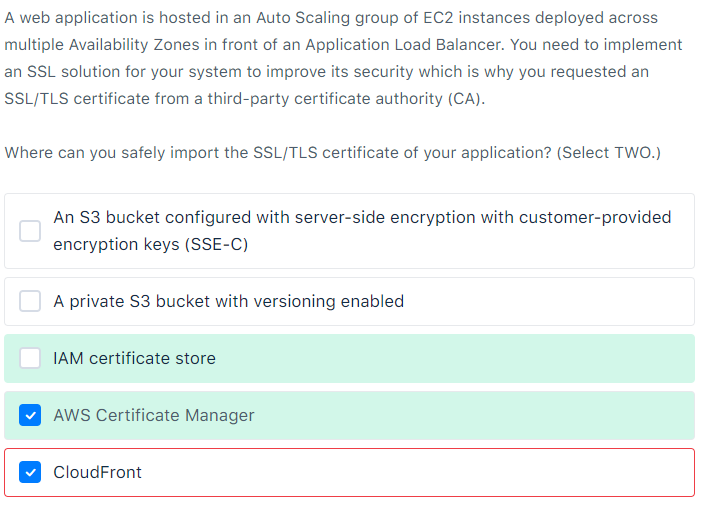 A web application is hosted in an Auto Scaling group of EC2 instances deployed across
multiple Availability Zones in front of an Application Load Balancer. You need to implement
an SSL solution for your system to improve its security which is why you requested an
SSL/TLS certificate from a third-party certificate authority (CA).
Where can you safely import the SSL/TLS certificate of your application? (Select TWO.)
An S3 bucket configured with server-side encryption with customer-provided
encryption keys (SSE-C)
A private S3 bucket with versioning enabled
IAM certificate store
AWS Certificate Manager
CloudFront